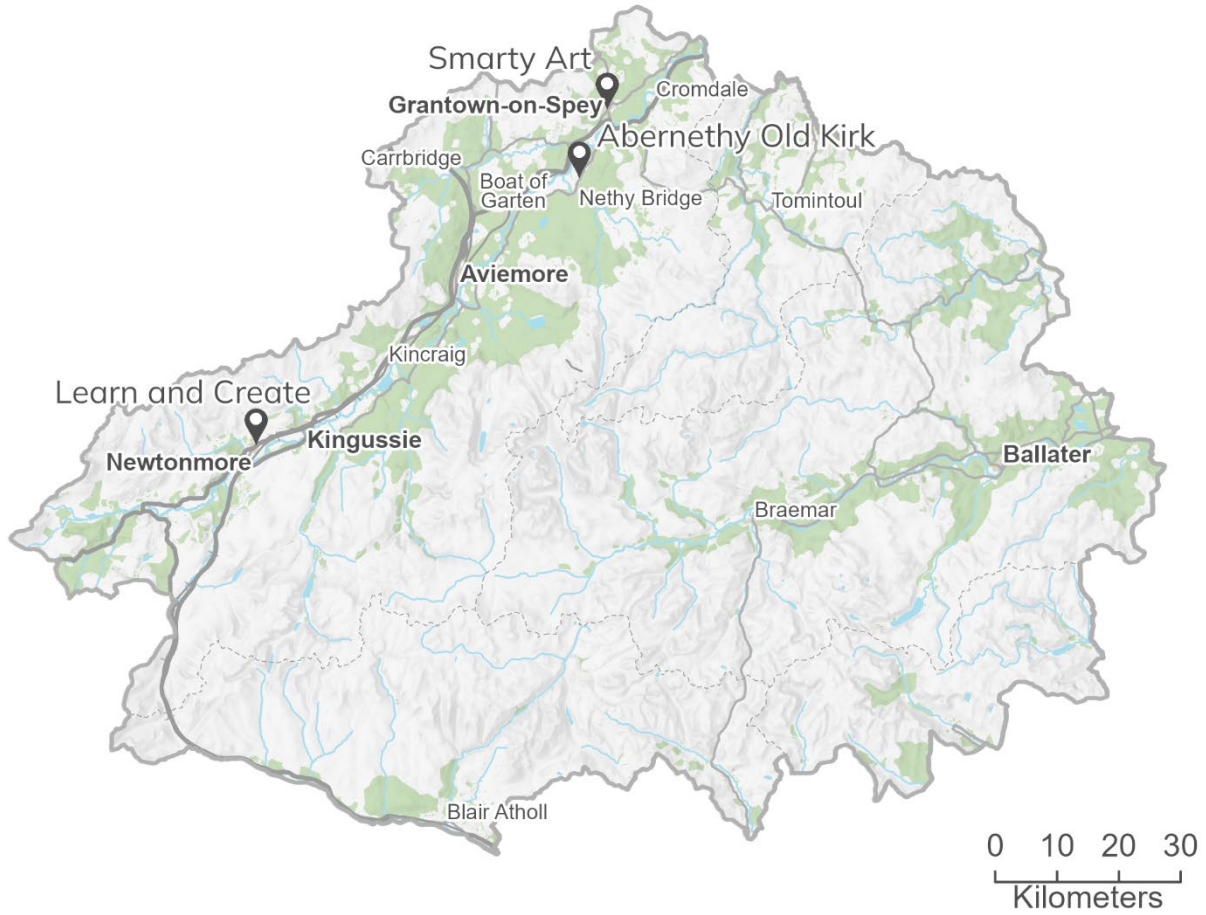 Smarty Art
Cromdale
Grantown-on-Spey
Abernethy Old Kirk
Carrbridge
Boat of
Garten
Nethy Bridge
Tomintoul
Aviemore
Kincraig
Learn and Create
Kingussie
Newtonmore
Ballater
Braemar
Blair Atholl
0 10 20 30
Kilometers